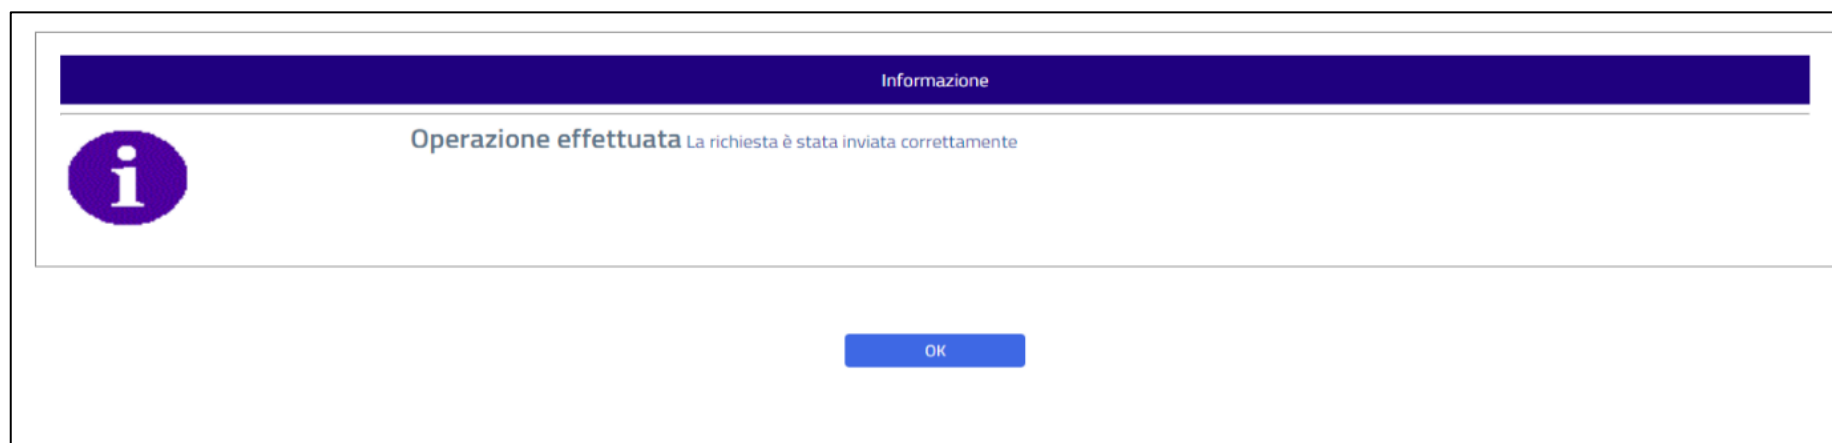 Informazione
Operazione effettuata La richiesta è stata inviata correttamente
OK